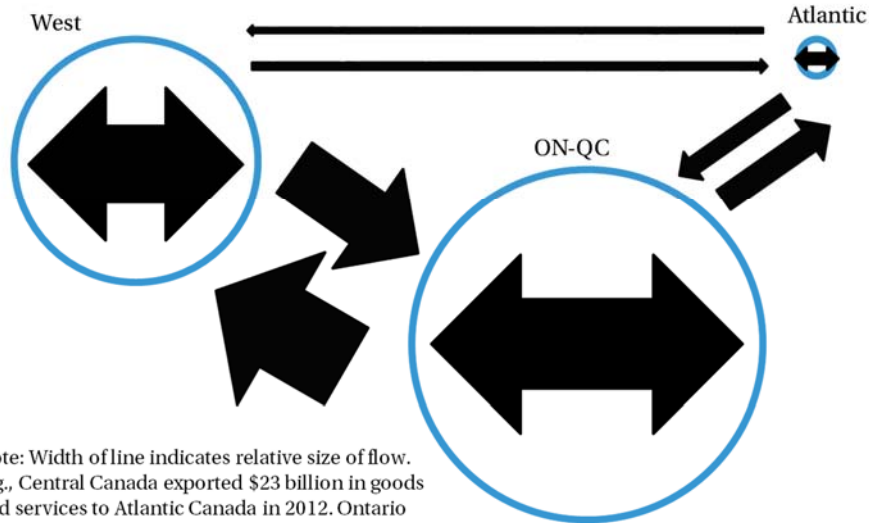 West
Atlantic
ON-QC
ote: Width of line indicates relative size of flow.
g., Central Canada exported $23 billion in goods
d services to Atlantic Canada in 2012. Ontario